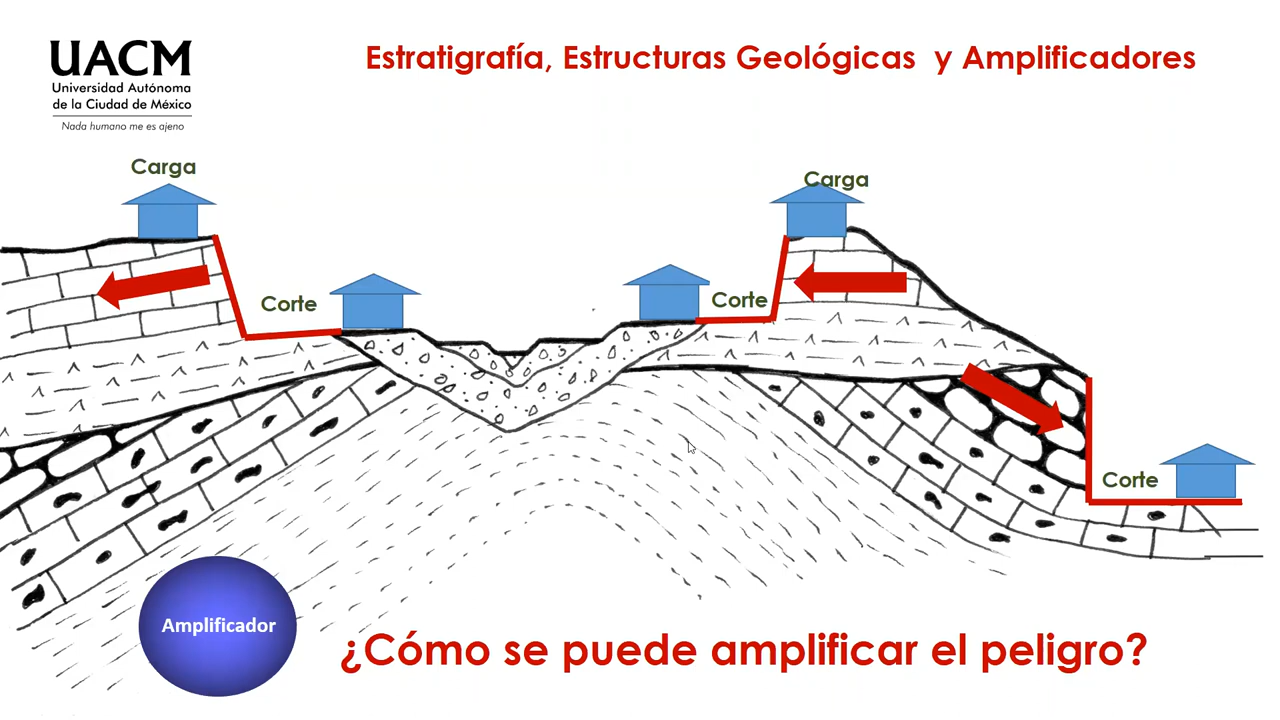 UACM
Universidad Autónoma
de la Ciudad de México
Nada humano me es ajeno
Estratigrafía, Estructuras Geológicas y Amplificadores
Carga
Carga
Corte
Corte
Corte
Amplificador
¿Cómo se puede amplificar el peligro?